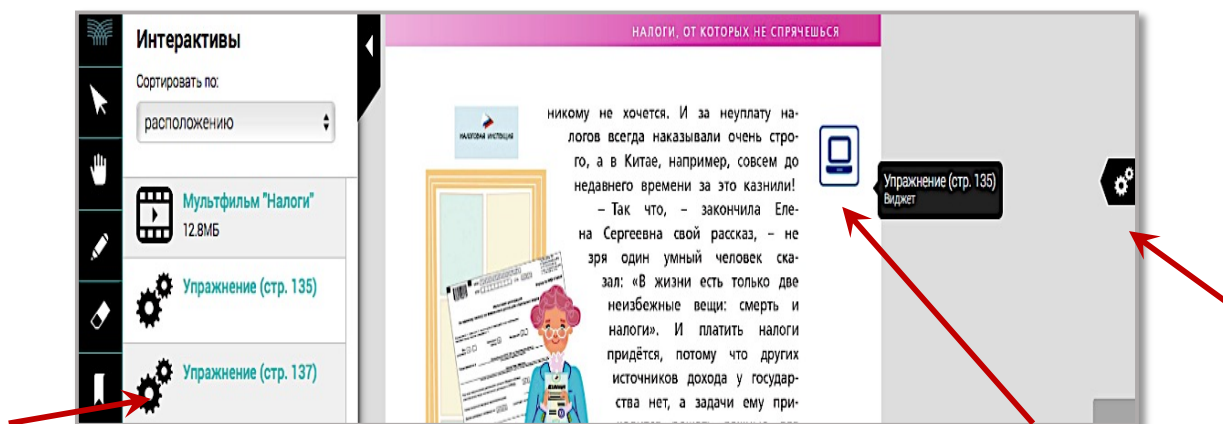 Интерактивы
Сортировать по:
расположению
Мультфильм "Налоги"
12.8МБ
Упражнение (стр. 135)
Упражнение (стр. 137)
НАЛОГИ, ОТ КОТОРЫХ НЕ СПРЯЧЕШЬСЯ
НАЛОГОВАЯ ИНСПЕКЦИЯ
никому не хочется. И за неуплату на-
логов всегда наказывали очень стро-
го, а в Китае, например, совсем до
недавнего времени за это казнили!
– Так что, – закончила Еле-
на Сергеевна свой рассказ, – не
зря один умный человек ска-
зал: «В жизни есть только две
неизбежные вещи: смерть и
налоги». И платить налоги
придётся, потому что других
источников дохода у государ-
ства нет, а задачи ему при-
Упражнение (стр. 135)
Виджет